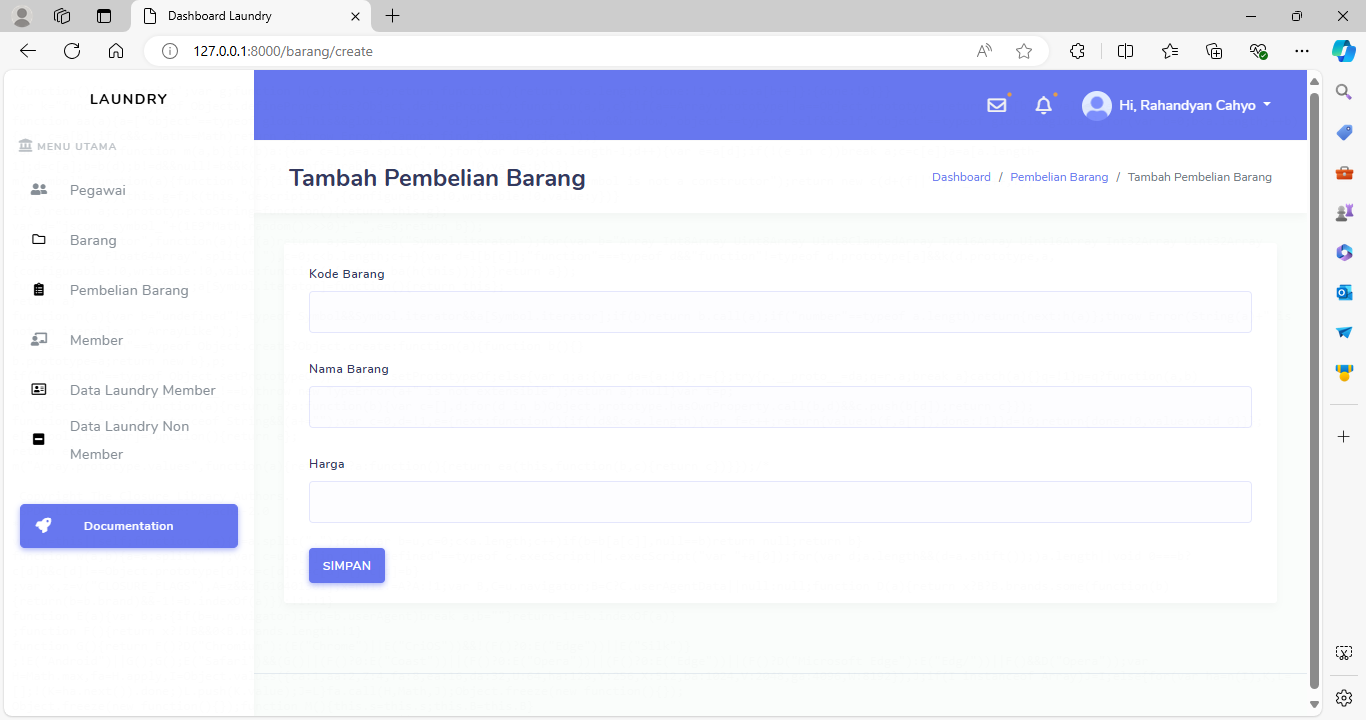 Dashboard Laundry
127.0.0.1:8000/barang/create
LAUNDRY
MENU UTAMA
Pegawai
Barang
Pembelian Barang
Member
Data Laundry Member
Data Laundry Non
Member
Documentation
Hi, Rahandyan Cahyo
Tambah Pembelian Barang
Dashboard / Pembelian Barang / Tambah Pembelian Barang
Kode Barang
Nama Barang
Harga
SIMPAN